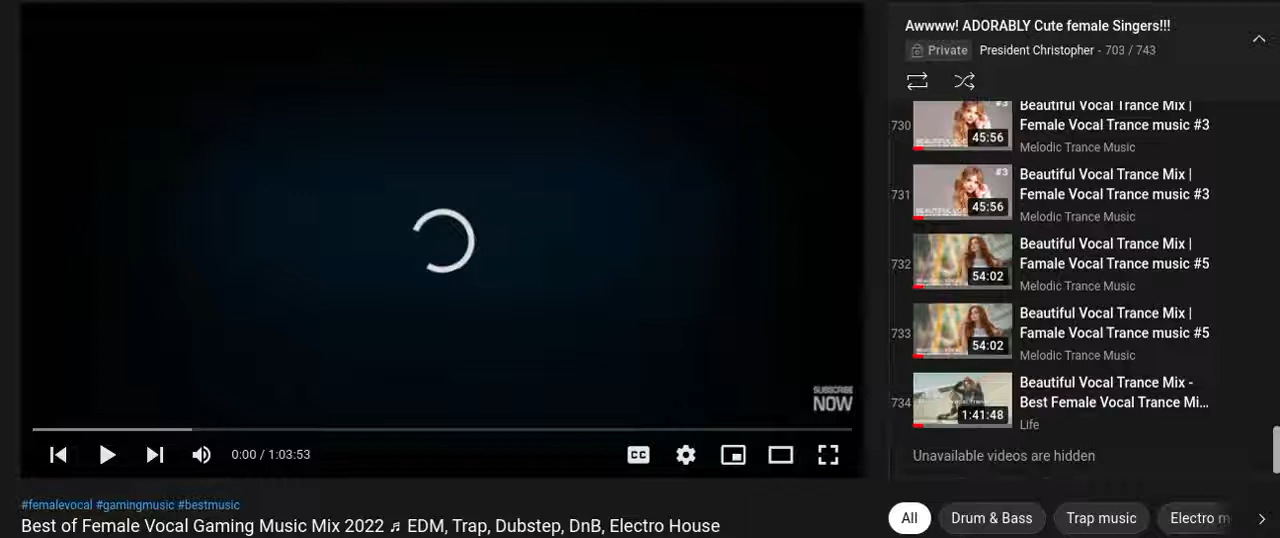 Awwww! ADORABLY Cute female Singers!!!
Private President Christopher - 703 / 743
730
#3
45:56
Beautiful Vocal Trance Mix |
Female Vocal Trance music #3
Melodic Trance Music
731
#3
45:56
Beautiful Vocal Trance Mix |
Female Vocal Trance music #3
Melodic Trance Music
732
54:02
Beautiful Vocal Trance Mix |
Famale Vocal Trance music #5
Melodic Trance Music
733
54:02
Beautiful Vocal Trance Mix |
Famale Vocal Trance music #5
Melodic Trance Music
734
1:41:48
Beautiful Vocal Trance Mix -
Best Female Vocal Trance Mi...
Life
Unavailable videos are hidden
SUBSCRIBE
NOW
0:00 / 1:03:53
CC
#femalevocal #gamingmusic #bestmusic
Best of Female Vocal Gaming Music Mix 2022 ♬ EDM, Trap, Dubstep, DnB, Electro House
All Drum & Bass Trap music Electro m